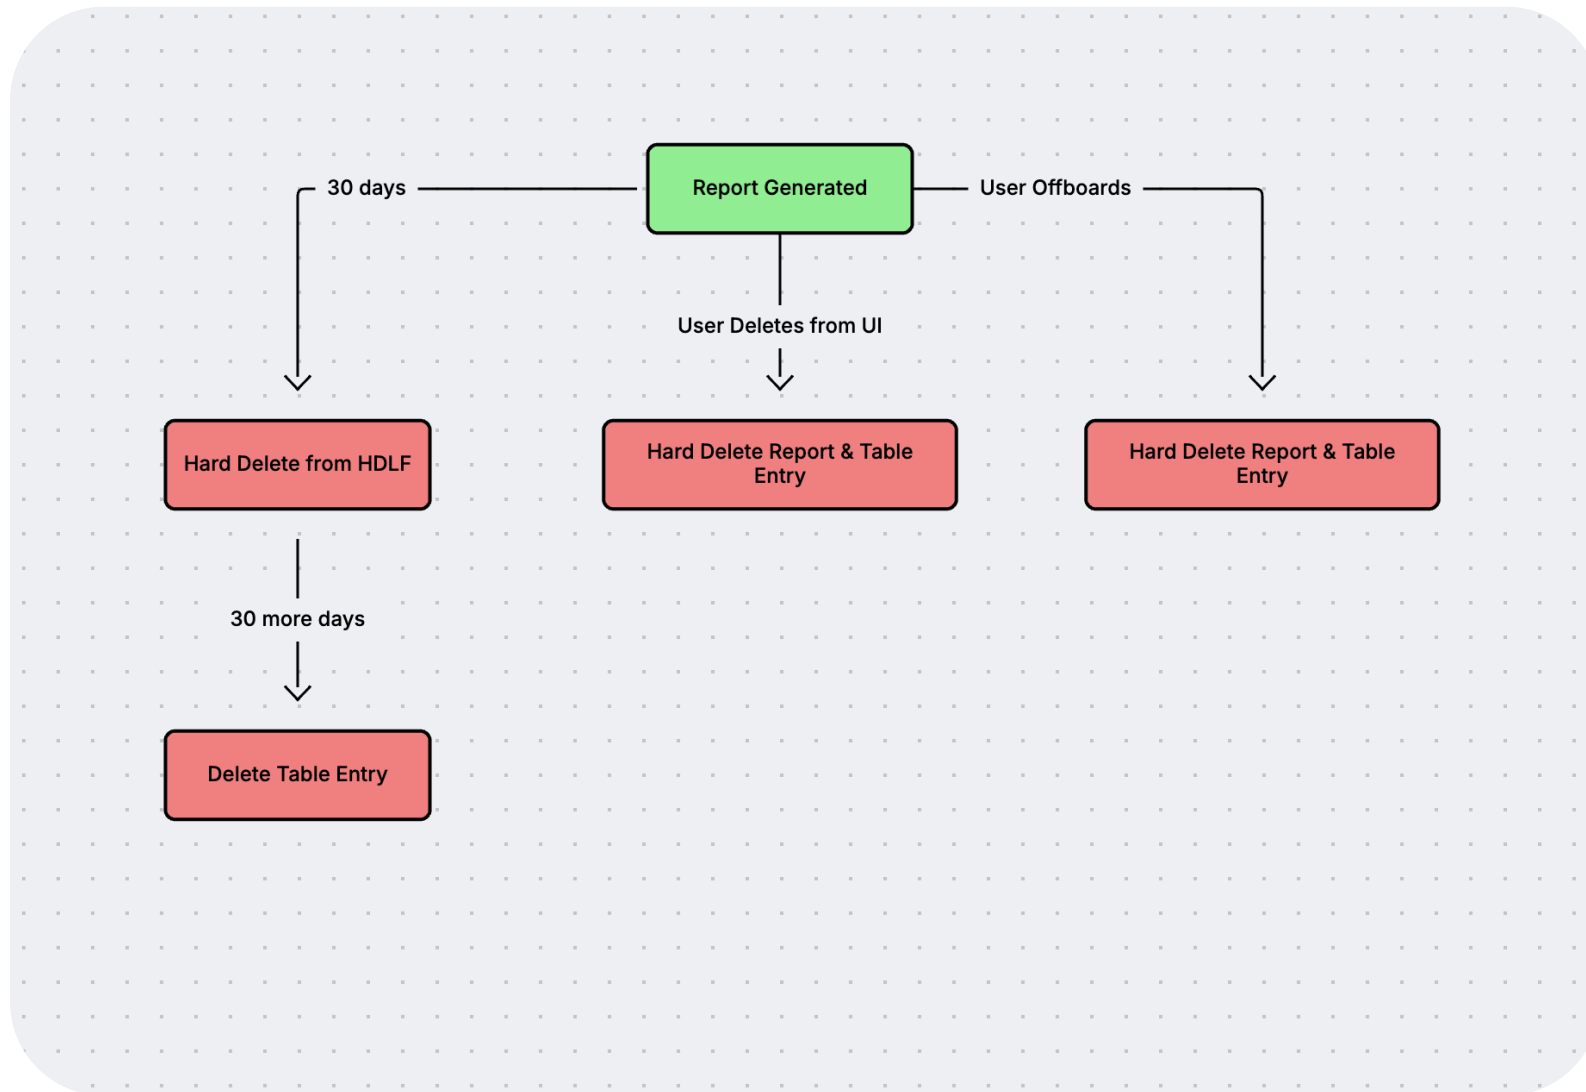 Report Generated
30 days
User Offboards
User Deletes from UI
Hard Delete from HDLF
Hard Delete Report & Table
Entry
Hard Delete Report & Table
Entry
30 more days
Delete Table Entry